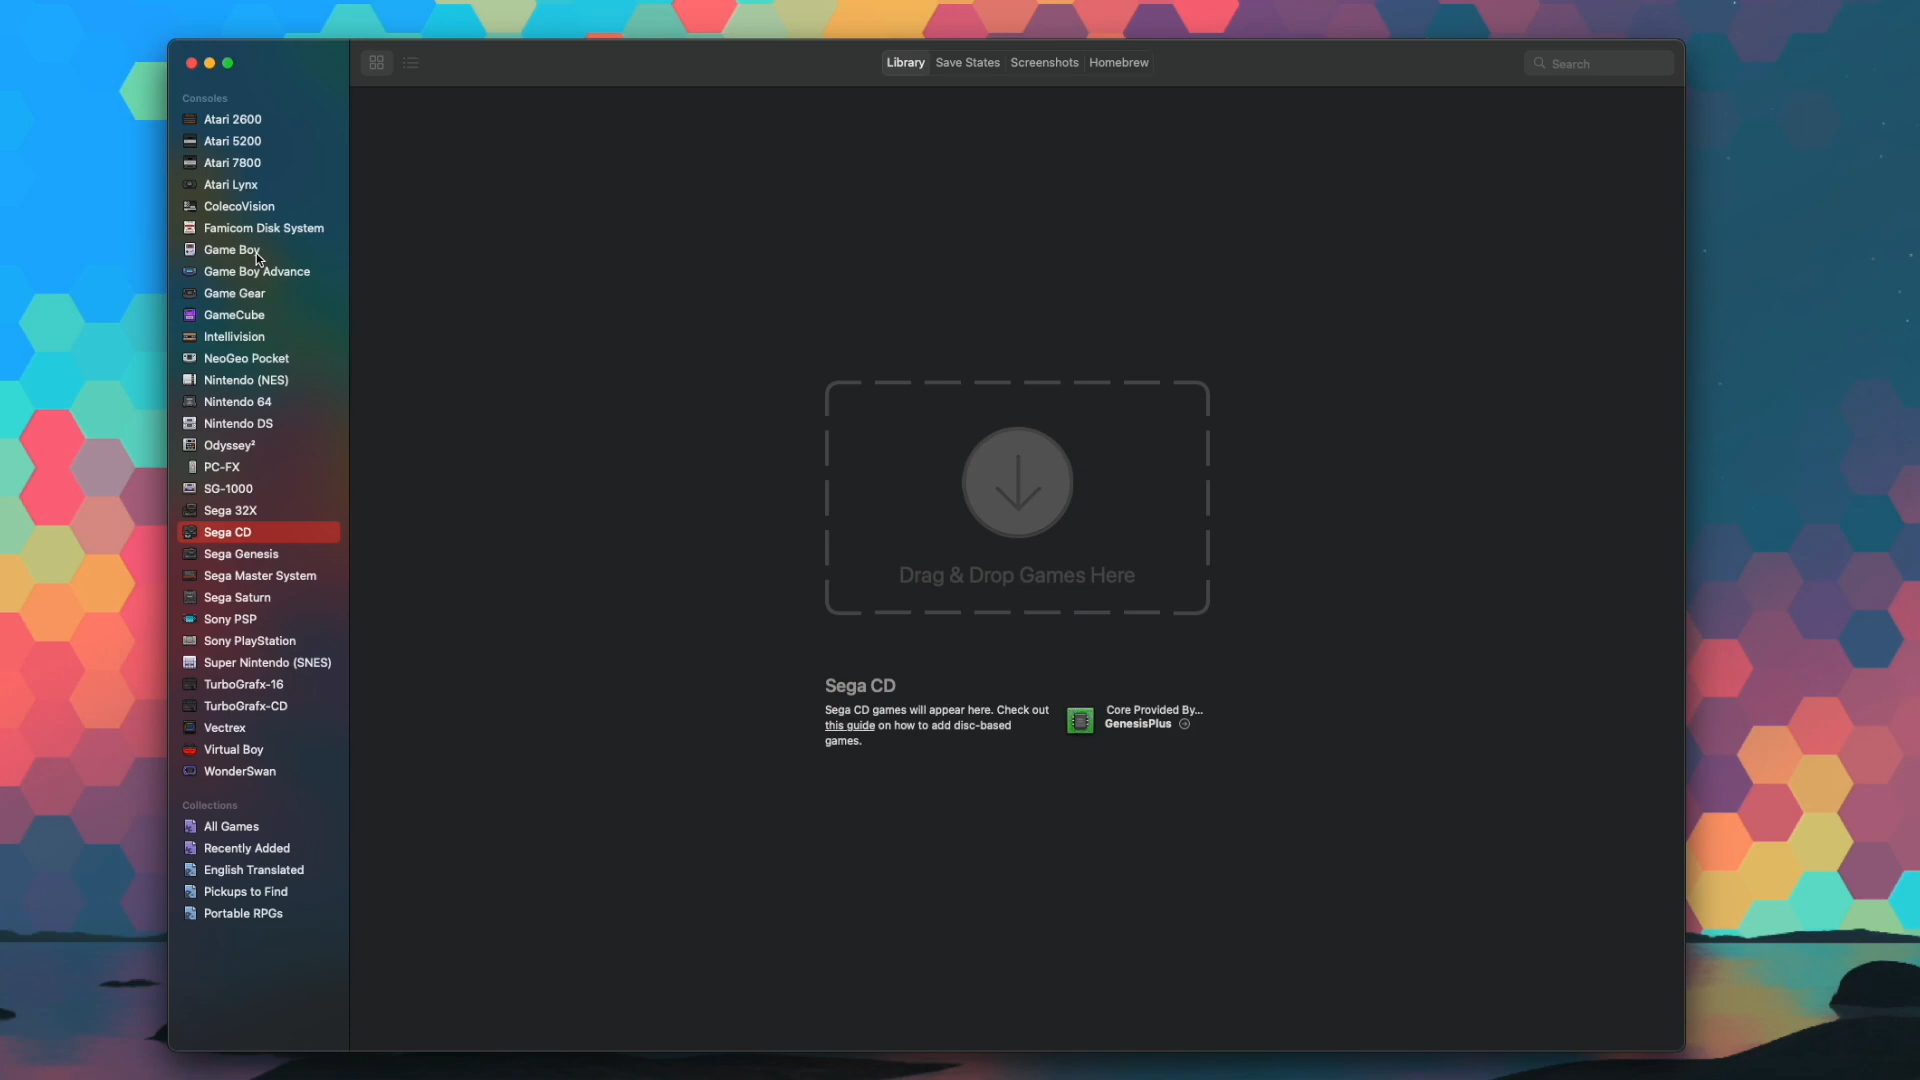 Library
Save States
Screenshots
Homebrew
Search
Consoles
Atari 2600
Atari 5200
Atari 7800
Atari Lynx
ColecoVision
Famicom Disk System
Game Boy
Game Boy Advance
Game Gear
GameCube
Intellivision
NeoGeo Pocket
Nintendo (NES)
Nintendo 64
Nintendo DS
Odyssey²
PC-FX
SG-1000
Sega 32X
Sega CD
Sega Genesis
Sega Master System
Sega Saturn
Sony PSP
Sony PlayStation
Super Nintendo (SNES)
TurboGrafx-16
TurboGrafx-CD
Vectrex
Virtual Boy
WonderSwan
Collections
All Games
Recently Added
English Translated
Pickups to Find
Portable RPGs
Drag & Drop Games Here
Sega CD
Sega CD games will appear here. Check out
this guide on how to add disc-based
games.
Core Provided By...
GenesisPlus